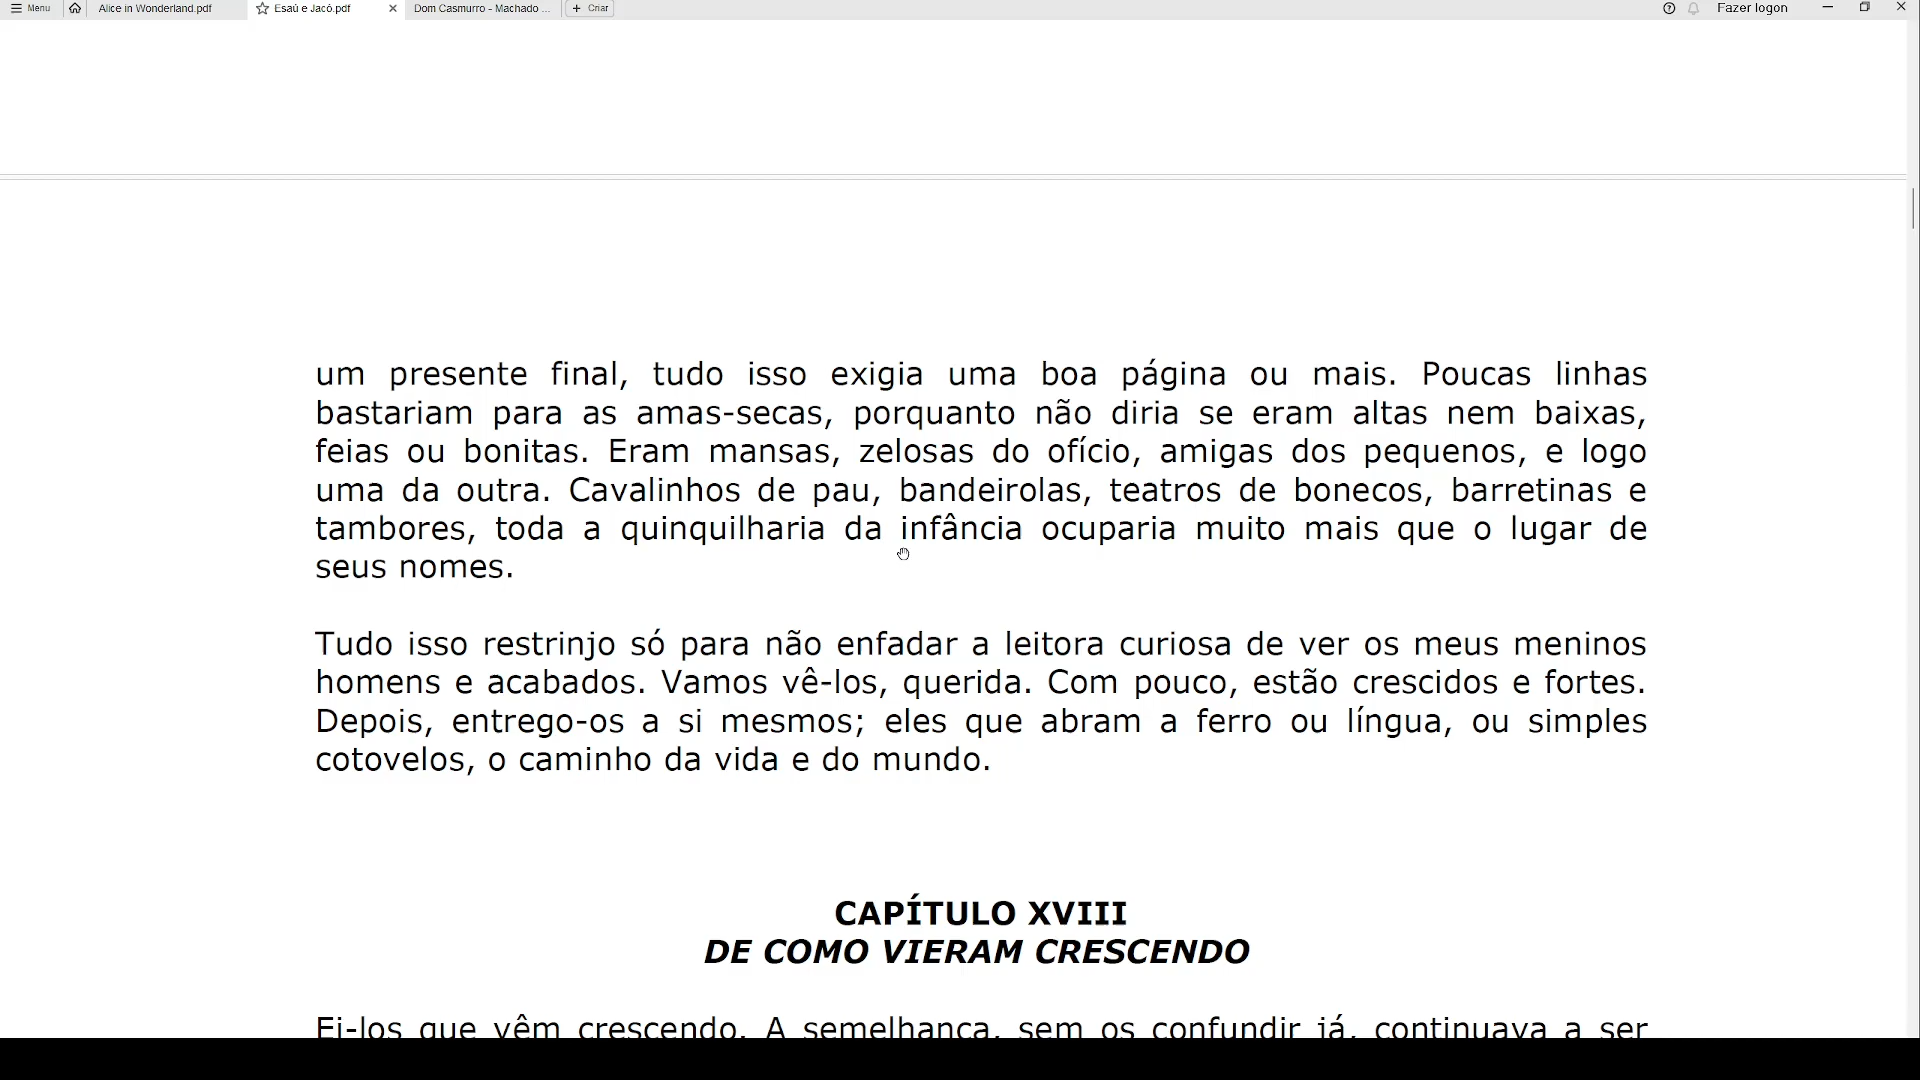 Menu
Alice in Wonderland.pdf
Esaú e Jacó.pdf
Dom Casmurro - Machado ...
+ Criar
Fazer logon
um presente final, tudo isso exigia uma boa página ou mais. Poucas linhas
bastariam para as amas-secas, porquanto não diria se eram altas nem baixas,
feias ou bonitas. Eram mansas, zelosas do ofício, amigas dos pequenos, e logo
uma da outra. Cavalinhos de pau, bandeirolas, teatros de bonecos, barretinas e
tambores, toda a quinquilharia da infância ocuparia muito mais que o lugar de
seus nomes.
Tudo isso restrinjo só para não enfadar a leitora curiosa de ver os meus meninos
homens e acabados. Vamos vê-los, querida. Com pouco, estão crescidos e fortes.
Depois, entrego-os a si mesmos; eles que abram a ferro ou língua, ou simples
cotovelos, o caminho da vida e do mundo.
CAPÍTULO XVIII
DE COMO VIERAM CRESCENDO
Ei-los que vêm crescendo. A semelhança, sem os confundir já, continuava a ser